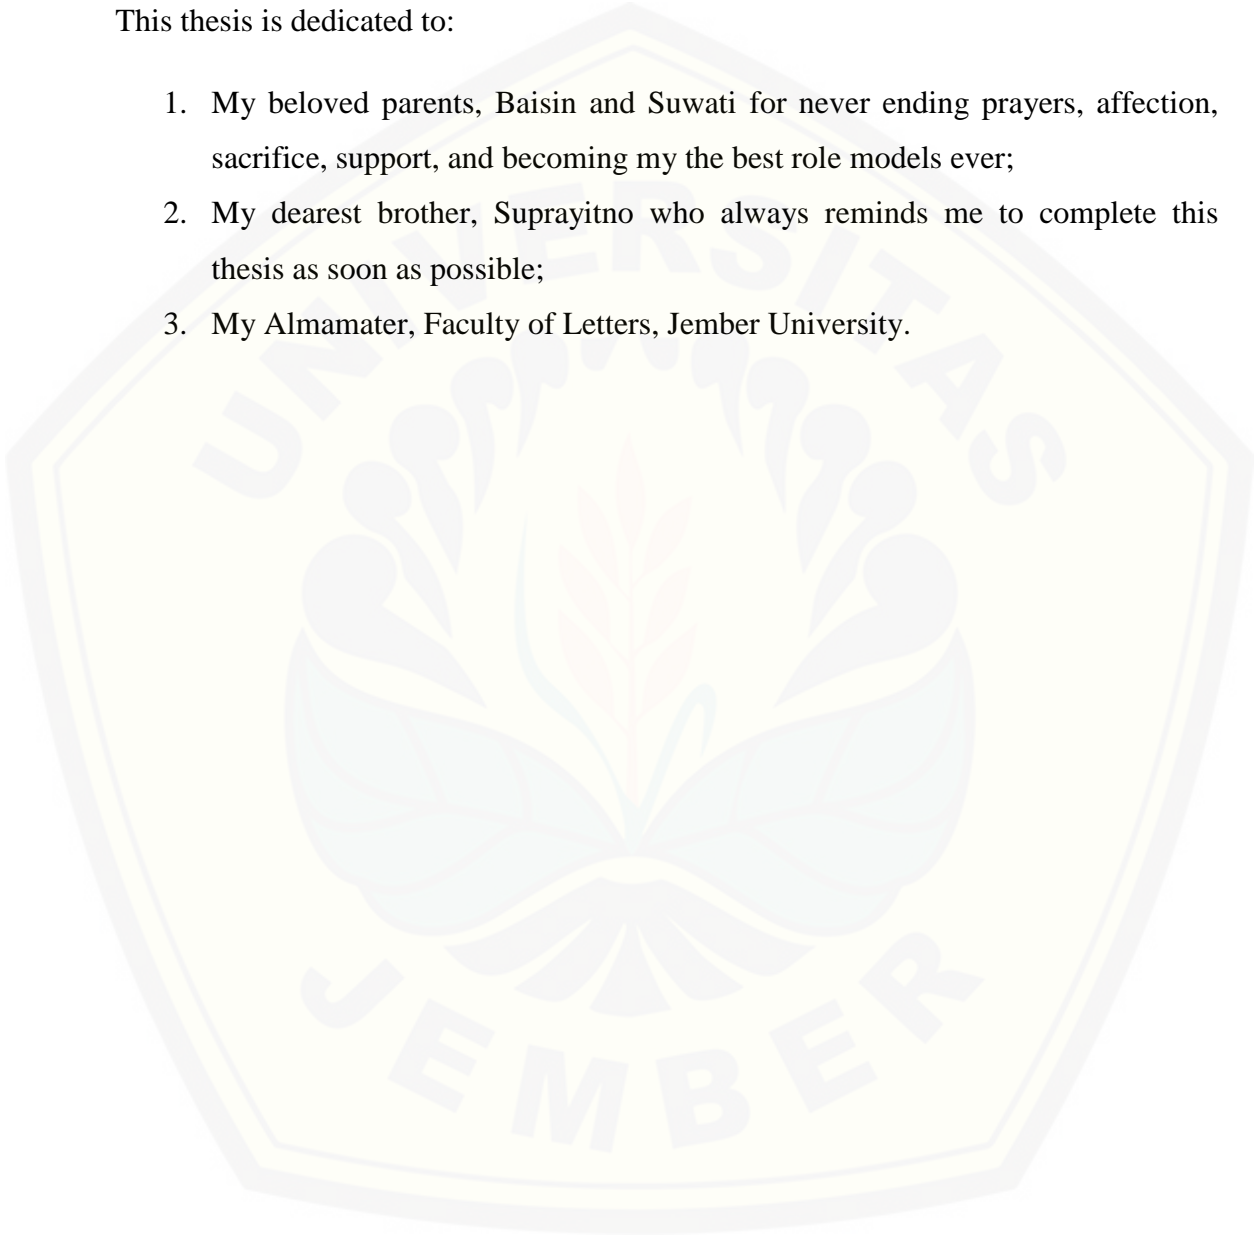 This thesis is dedicated to:
1. My beloved parents, Baisin and Suwati for never ending prayers, affection,
sacrifice, support, and becoming my the best role models ever;
2. My dearest brother, Suprayitno who always reminds me to complete this
thesis as soon as possible;
3. My Almamater, Faculty of Letters, Jember University.
UNIVERSITAS
JEMBER